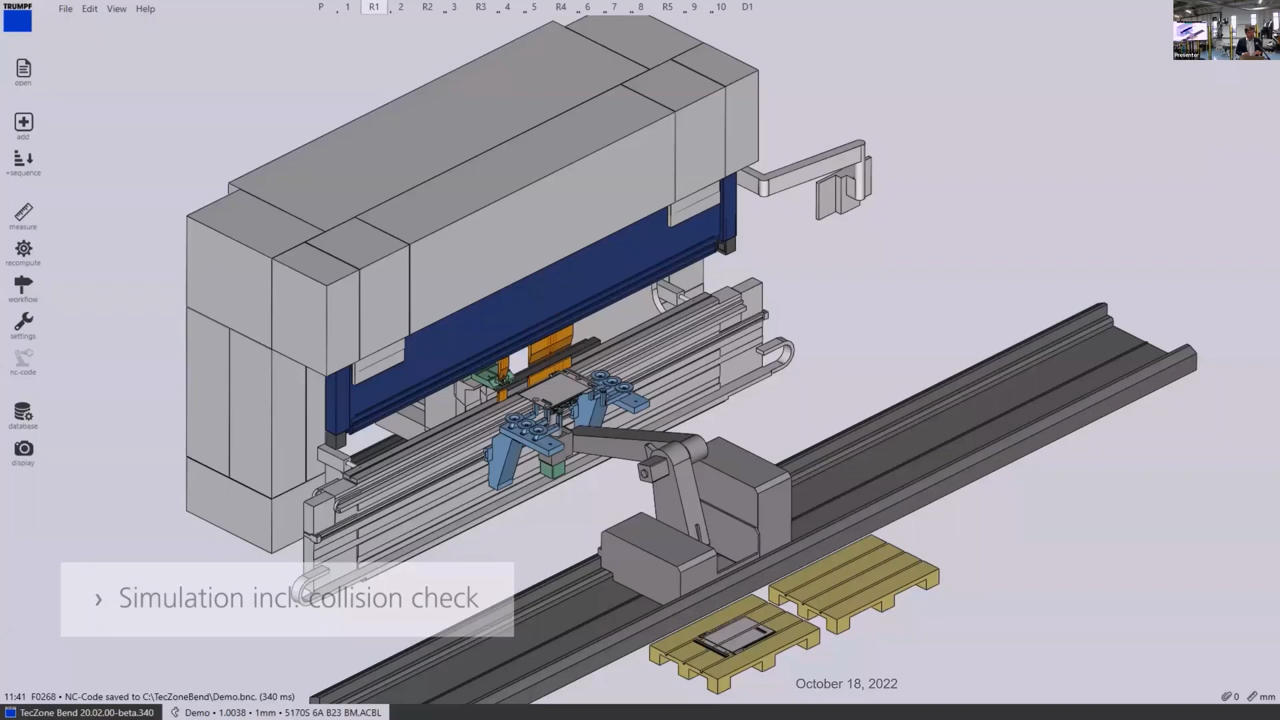 TRUMPF
File Edit View Help
P 1 R1 2 R2 3 R3 4 5 R4 6 7 8 R5 9 10 D1
Presenter
open
add
+sequence
measure
recompute
workflow
settings
nc-code
database
display
› Simulation incl. collision check
October 18, 2022
11:41 F0268 • NC-Code saved to C:\TecZoneBend\Demo.bnc. (340 ms)
0 mm
TecZone Bend 20.02.00-beta.340
Demo • 1.0038 • 1mm • 5170S 6A B23 BM.ACBL